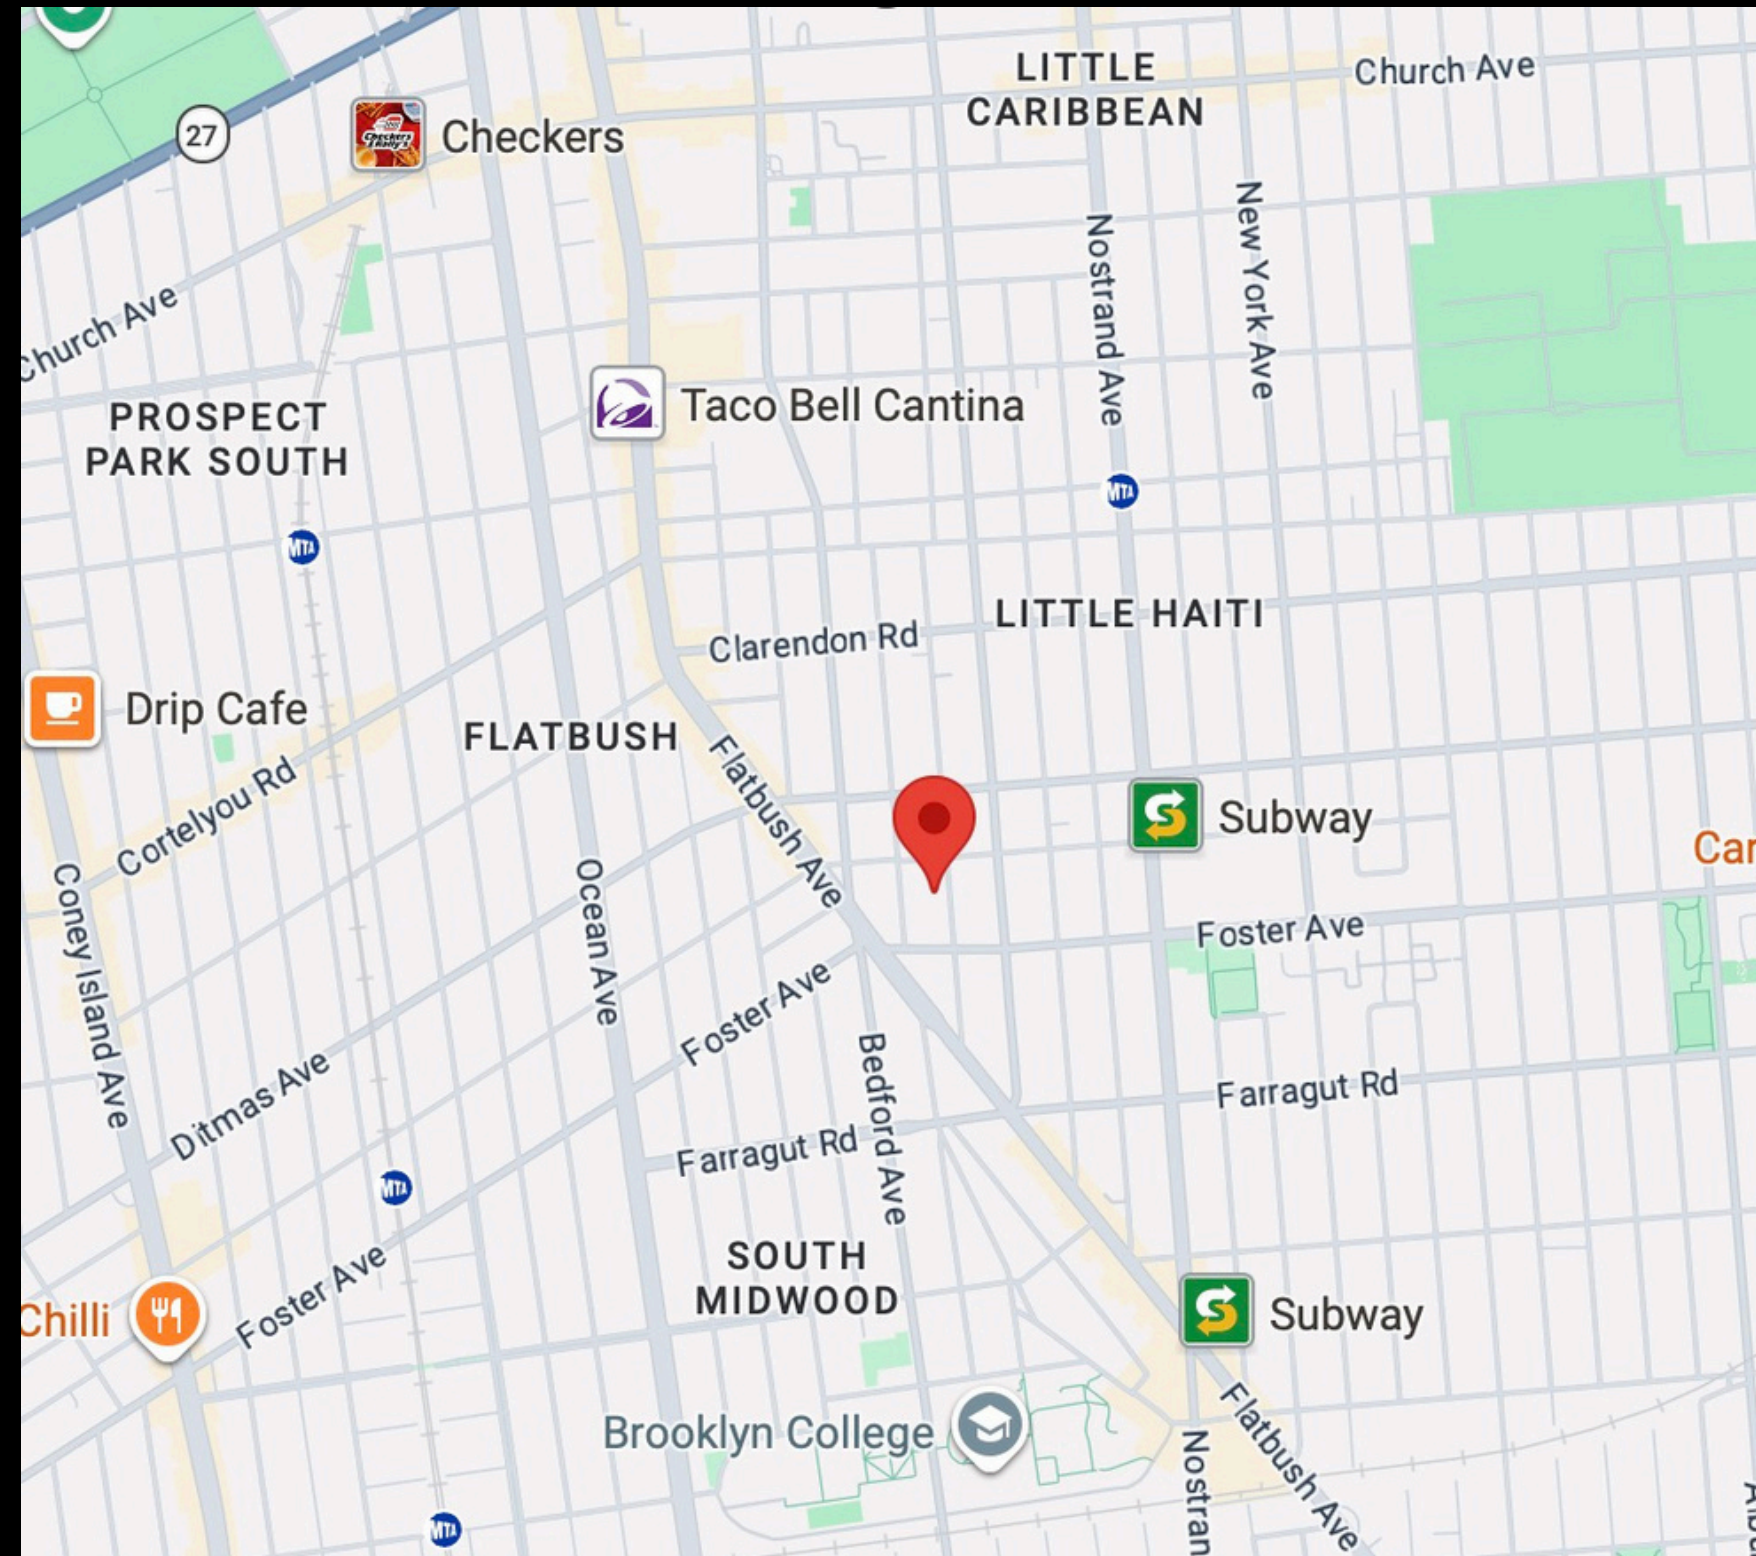 LITTLE
CARIBBEAN
Church Ave
27
Checkers
Nostrand Ave
New York Ave
Church Ave
PROSPECT
PARK SOUTH
Taco Bell Cantina
MTA
MTA
LITTLE HAITI
Clarendon Rd
Drip Cafe
FLATBUSH
Flatbush Ave
Cortelyou Rd
Subway
Car
Coney Island Ave
Ocean Ave
Foster Ave
Foster Ave
Bedford Ave
Ditmas Ave
Farragut Rd
Farragut Rd
MTA
SOUTH
MIDWOOD
Foster Ave
Chilli
Subway
Brooklyn College
Flatbush Ave
Nostran
MTA